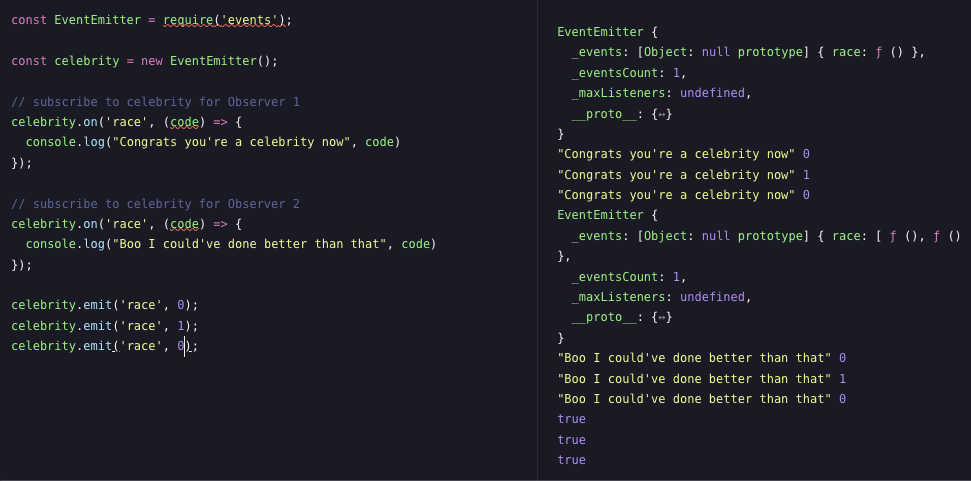 const EventEmitter = require('events');
const celebrity = new EventEmitter();
// subscribe to celebrity for Observer 1
celebrity.on('race', (code) => {
  console.log("Congrats you're a celebrity now", code)
});
// subscribe to celebrity for Observer 2
celebrity.on('race', (code) => {
  console.log("Boo I could've done better than that", code)
});
celebrity.emit('race', 0);
celebrity.emit('race', 1);
celebrity.emit('race', 0);
EventEmitter {
  _events: [Object: null prototype] { race: ƒ () },
  _eventsCount: 1,
  _maxListeners: undefined,
  __proto__: {↔}
}
"Congrats you're a celebrity now" 0
"Congrats you're a celebrity now" 1
"Congrats you're a celebrity now" 0
EventEmitter {
  _events: [Object: null prototype] { race: [ ƒ (), ƒ ()
},
  _eventsCount: 1,
  _maxListeners: undefined,
  __proto__: {↔}
}
"Boo I could've done better than that" 0
"Boo I could've done better than that" 1
"Boo I could've done better than that" 0
true
true
true